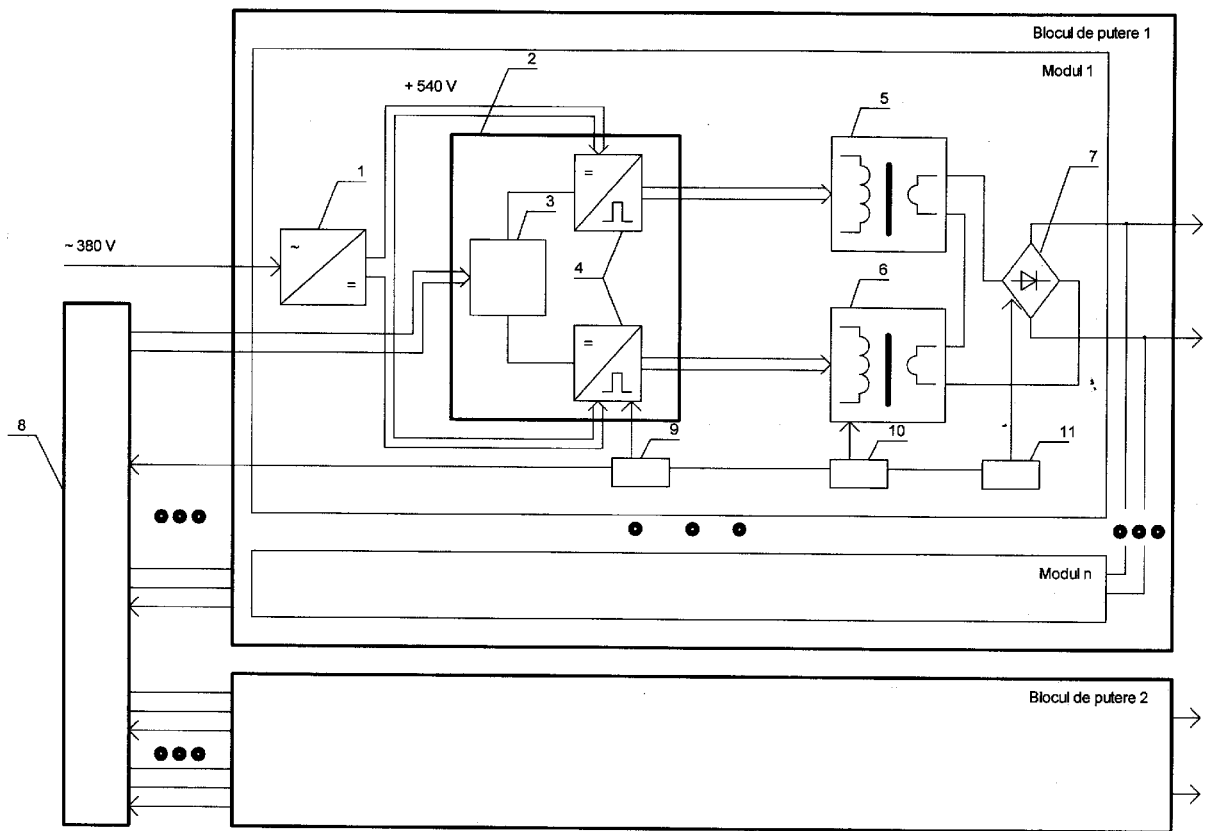 Blocul de putere 1
Modul 1
2
+ 540 V
5
7
1
=
3
~
~ 380 V
=
4
6
=
8
9
10
11
Modul n
Blocul de putere 2